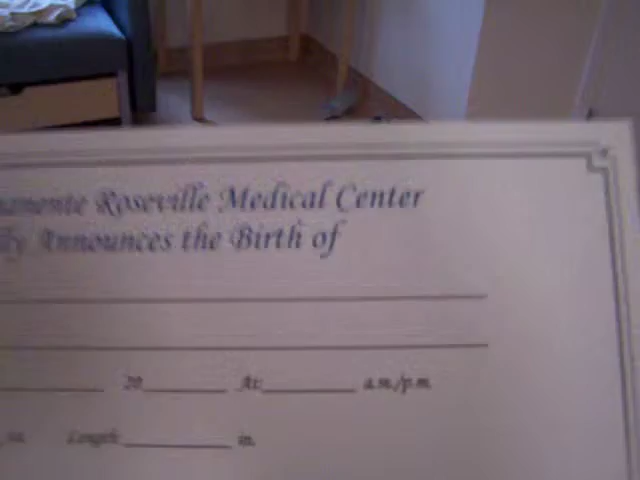 Roseville Medical Center
Announces the Birth of
20 At: a.m./p.m.
Length in.